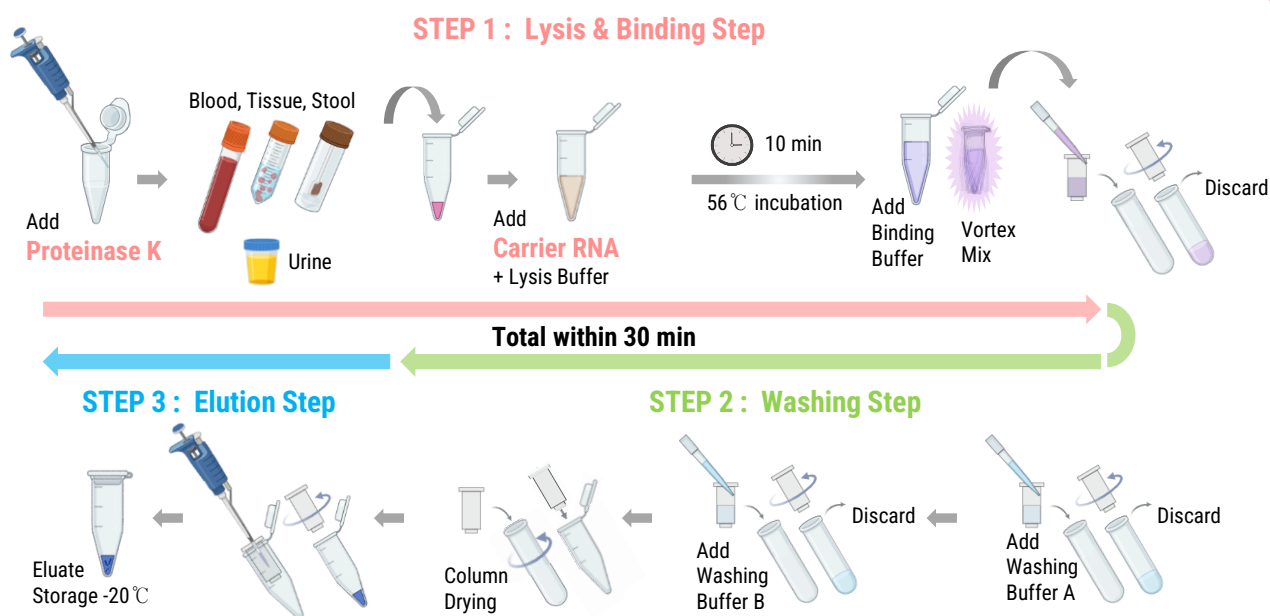 STEP 1 : Lysis & Binding Step
Blood, Tissue, Stool
Add
Proteinase K
Urine
Add
Carrier RNA
+ Lysis Buffer
10 min
56℃ incubation
Add
Binding
Buffer
Vortex
Mix
Discard
Total within 30 min
STEP 3 : Elution Step
STEP 2 : Washing Step
Eluate
Storage -20℃
Column
Drying
Add
Washing
Buffer B
Discard
Add
Washing
Buffer A
Discard